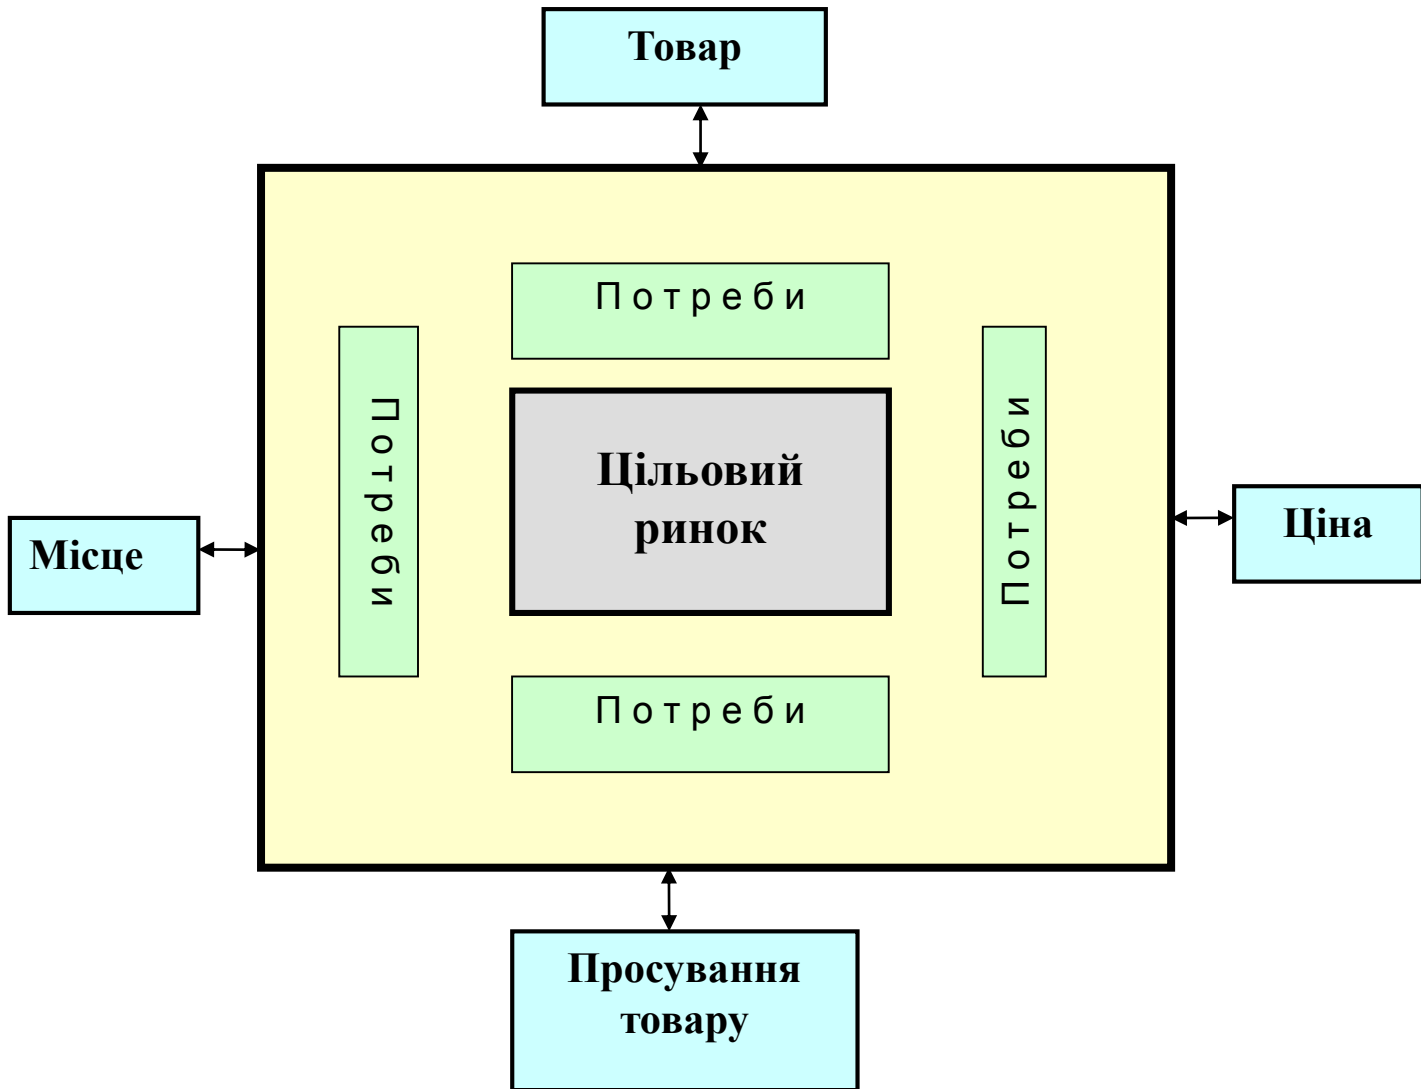 Товар
Потреби
Потреби
Цільовий
ринок
Потреби
Місце
Ціна
Потреби
Просування
товару